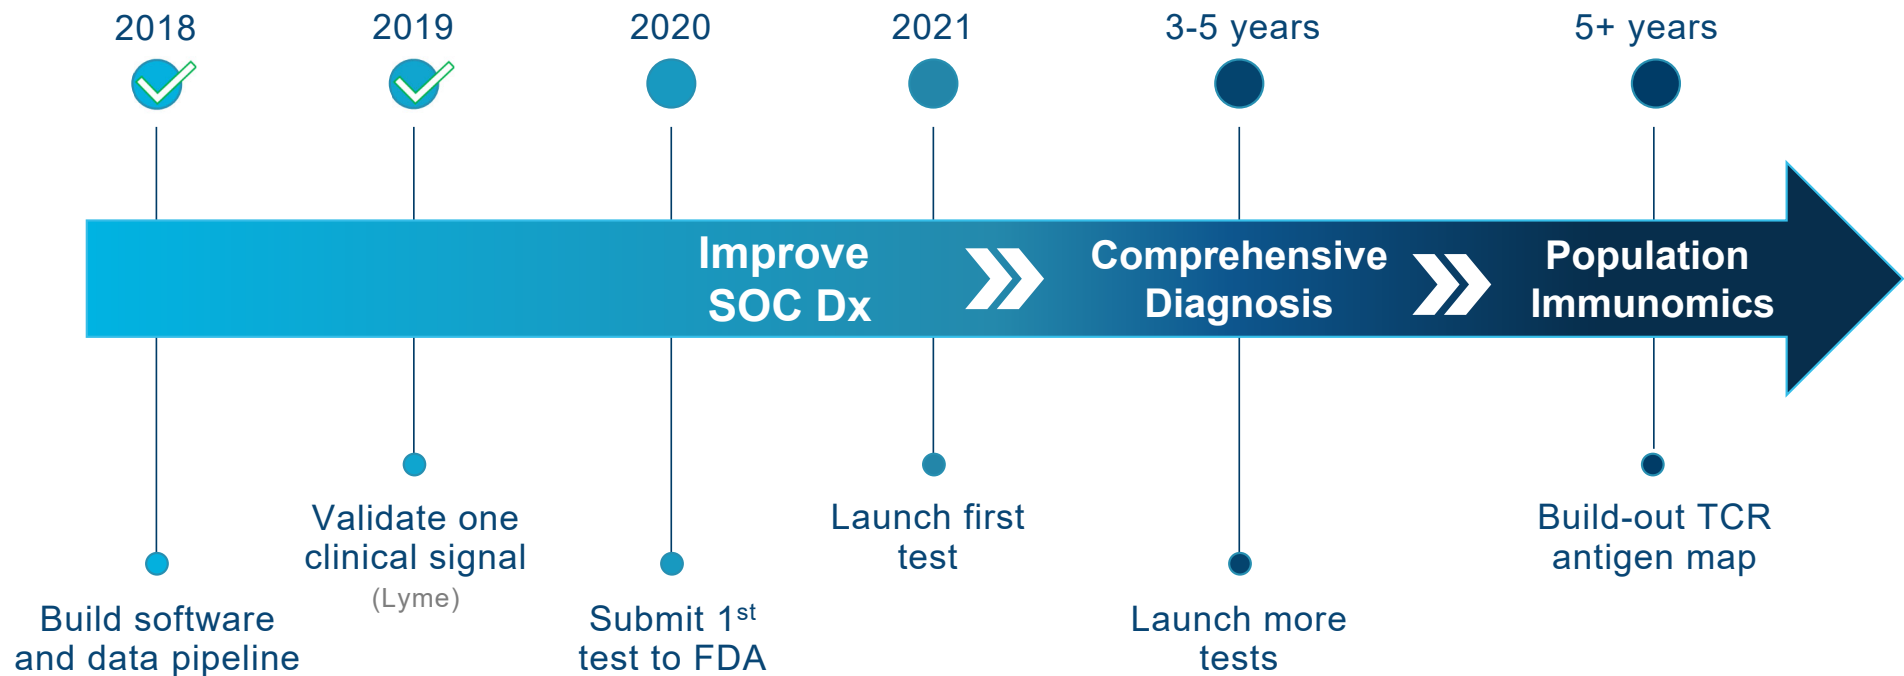 2018
2019
2020
2021
3-5 years
5+ years
Improve
SOC Dx
Comprehensive
Diagnosis
Population
Immunomics
Build software
and data pipeline
Validate one
clinical signal
(Lyme)
Submit 1st
test to FDA
Launch first
test
Launch more
tests
Build-out TCR
antigen map